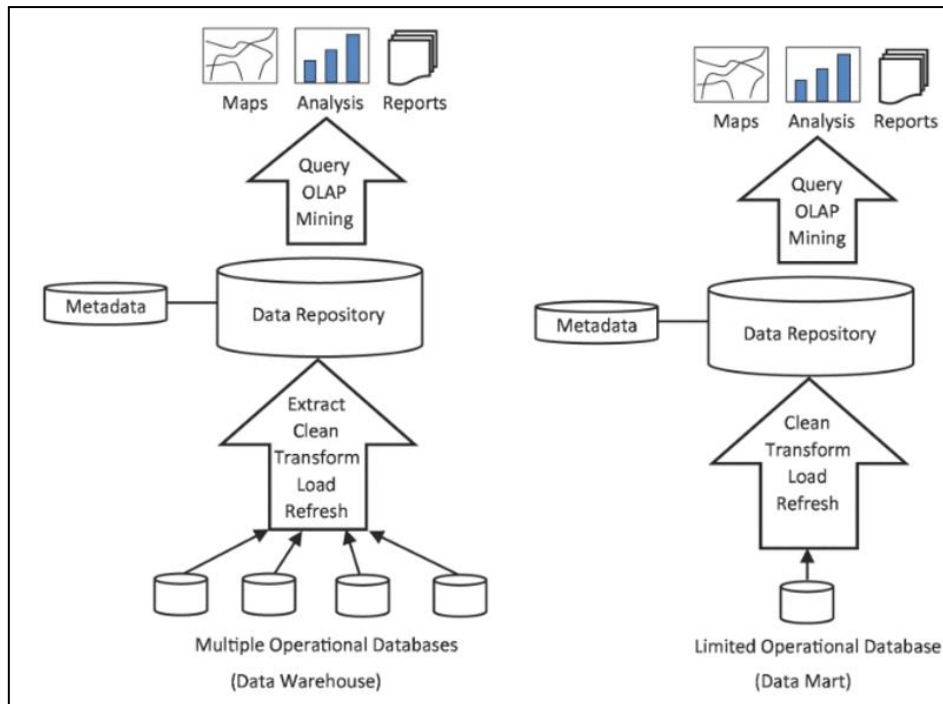 Maps Analysis Reports
Query
OLAP
Mining
Metadata
Data Repository
Extract
Clean
Transform
Load
Refresh
Multiple Operational Databases
(Data Warehouse)
Maps Analysis Reports
Query
OLAP
Mining
Metadata
Data Repository
Clean
Transform
Load
Refresh
Limited Operational Database
(Data Mart)